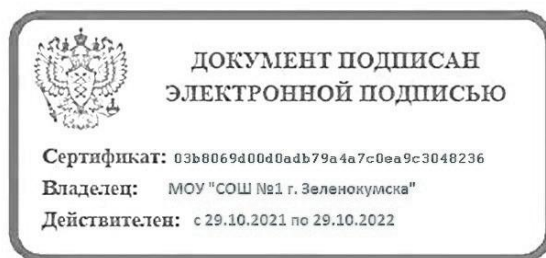 ДОКУМЕНТ ПОДПИСАН
ЭЛЕКТРОННОЙ ПОДПИСЬЮ
Сертификат: 03b8069d00d0adb79a4a7c0ea9c3048236
Владелец: МОУ "СОШ №1 г. Зеленокумска"
Действителен: с 29.10.2021 по 29.10.2022